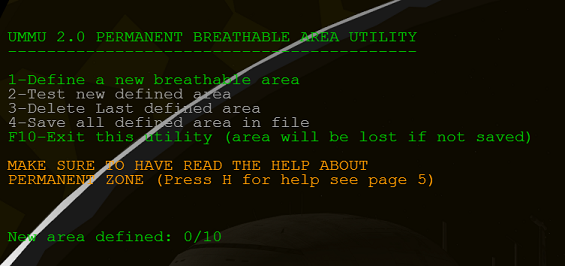 UMMU 2.0 PERMANENT BREATHABLE AREA UTILITY
-----------------------------------------
1-Define a new breathable area
2-Test new defined area
3-Delete Last defined area
4-Save all defined area in file
F10-Exit this utility (area will be lost if not saved)
MAKE SURE TO HAVE READ THE HELP ABOUT
PERMANENT ZONE (Press H for help see page 5)
New area defined: 0/10